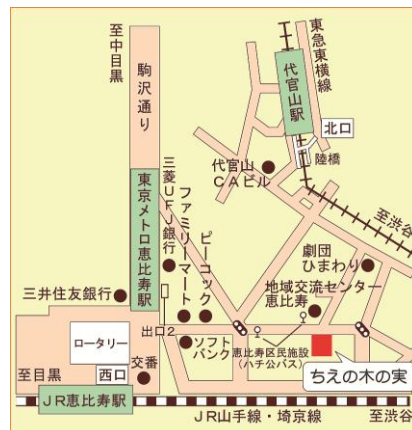 至中目黒
駒沢通り
東急東横線
代官山駅
北口
陸橋
代官山
CAビル
至渋谷
東京メトロ恵比寿駅
三菱UFJ銀行
ファミリーマート
ピーコック
劇団
ひまわり
地域交流センター
恵比寿
三井住友銀行
出口2
ロータリー
交番
ソフト
バンク
恵比寿区民施設
(ハチ公バス)
ちえの木の実
至目黒
西口
JR恵比寿駅
JR山手線・埼京線
至渋谷